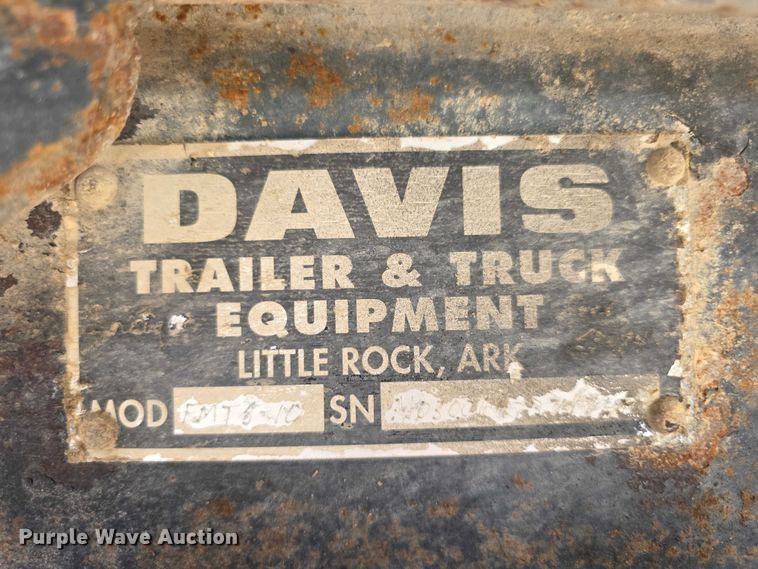 DAVIS
TRAILER & TRUCK
EQUIPMENT
LITTLE ROCK, ARK
MOD SN
Purple Wave Auction